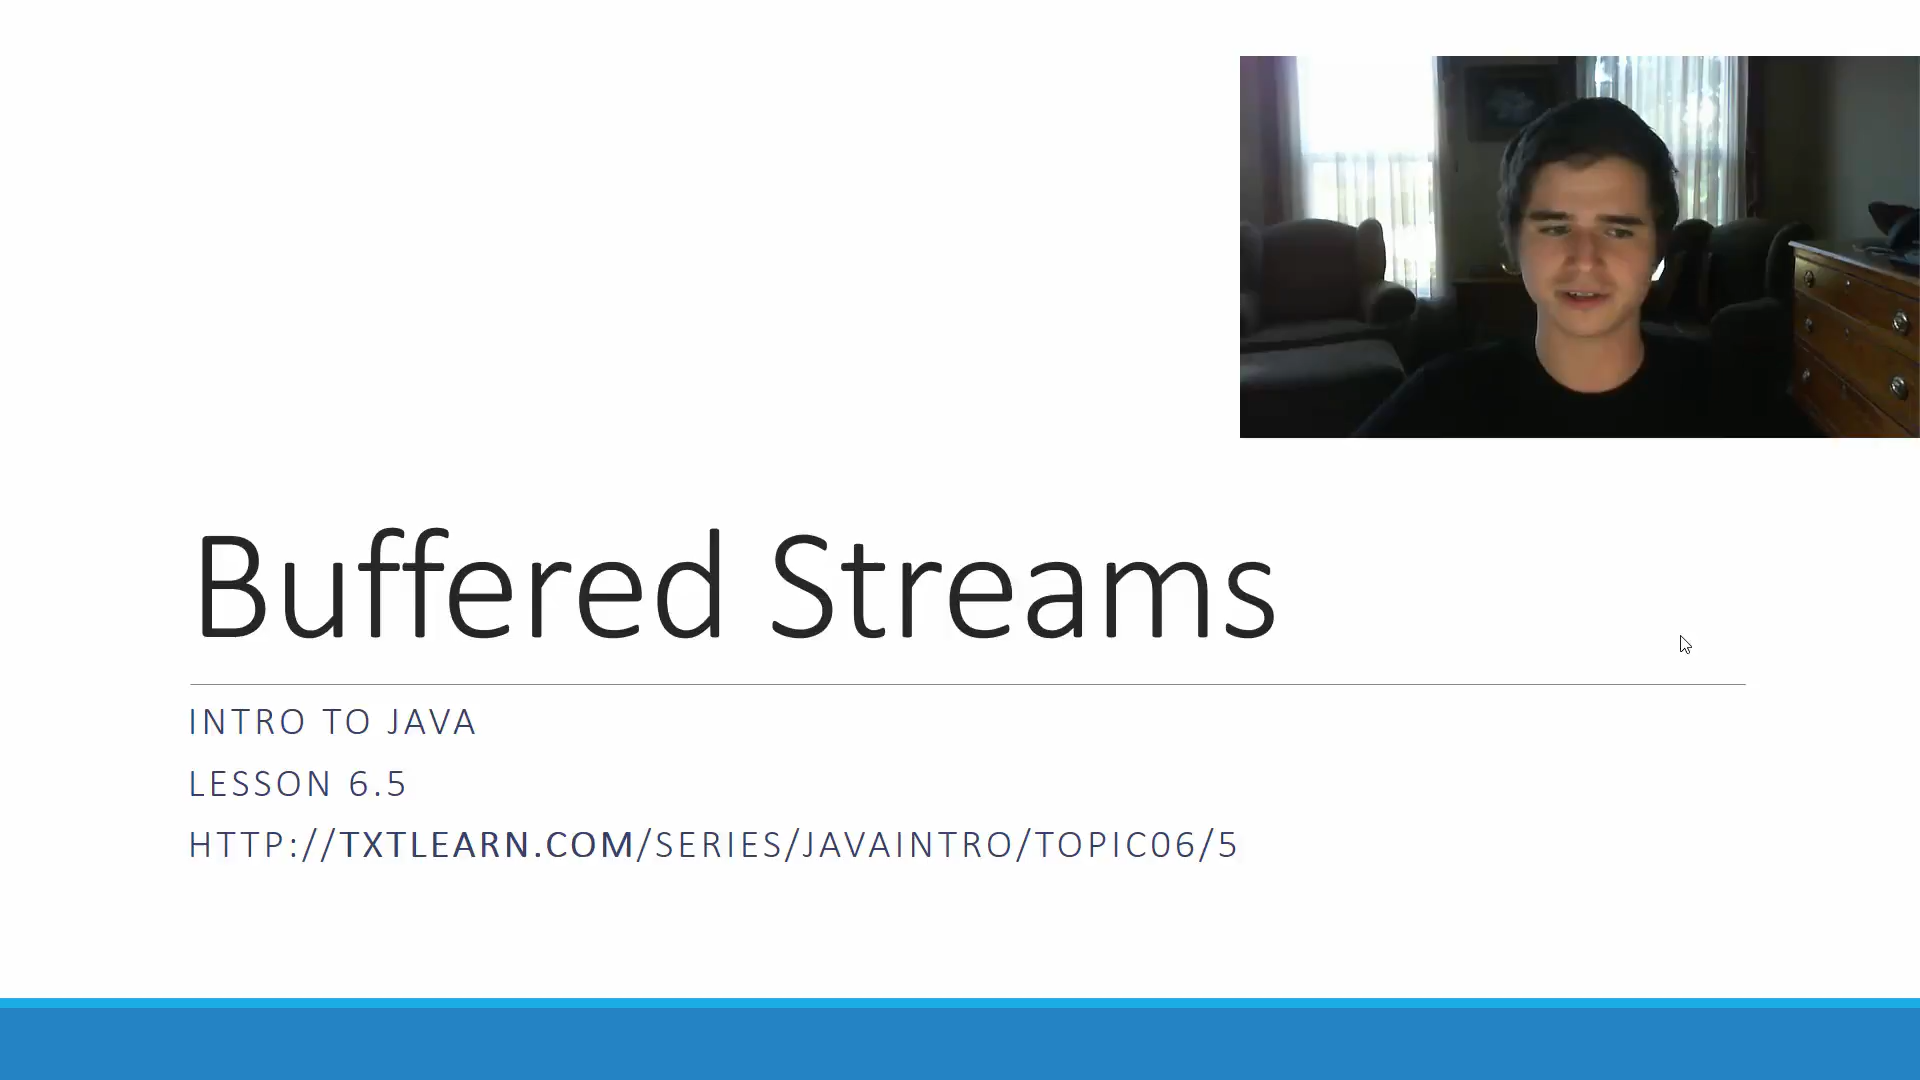 Buffered Streams
INTRO TO JAVA
LESSON 6.5
HTTP://TXTLEARN.COM/SERIES/JAVAINTRO/TOPIC06/5